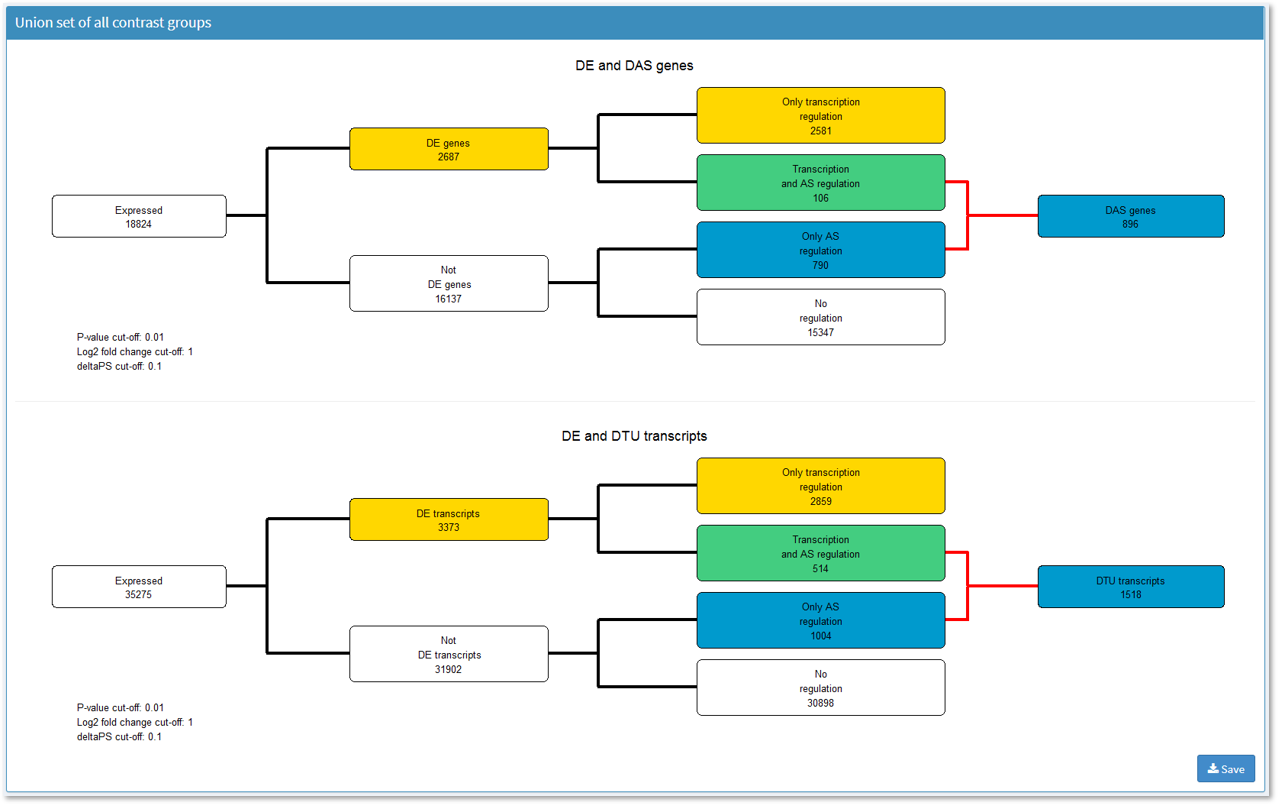 Union set of all contrast groups
DE and DAS genes
Only transcription
regulation
2581
DE genes
2687
Transcription
and AS regulation
106
Expressed
18824
DAS genes
896
Only AS
regulation
790
Not
DE genes
16137
No
regulation
15347
P-value cut-off: 0.01
Log2 fold change cut-off: 1
deltaPS cut-off: 0.1
DE and DTU transcripts
Only transcription
regulation
2859
DE transcripts
3373
Transcription
and AS regulation
514
Expressed
35275
DTU transcripts
1518
Only AS
regulation
1004
Not
DE transcripts
31902
No
regulation
30898
P-value cut-off: 0.01
Log2 fold change cut-off: 1
deltaPS cut-off: 0.1
Save